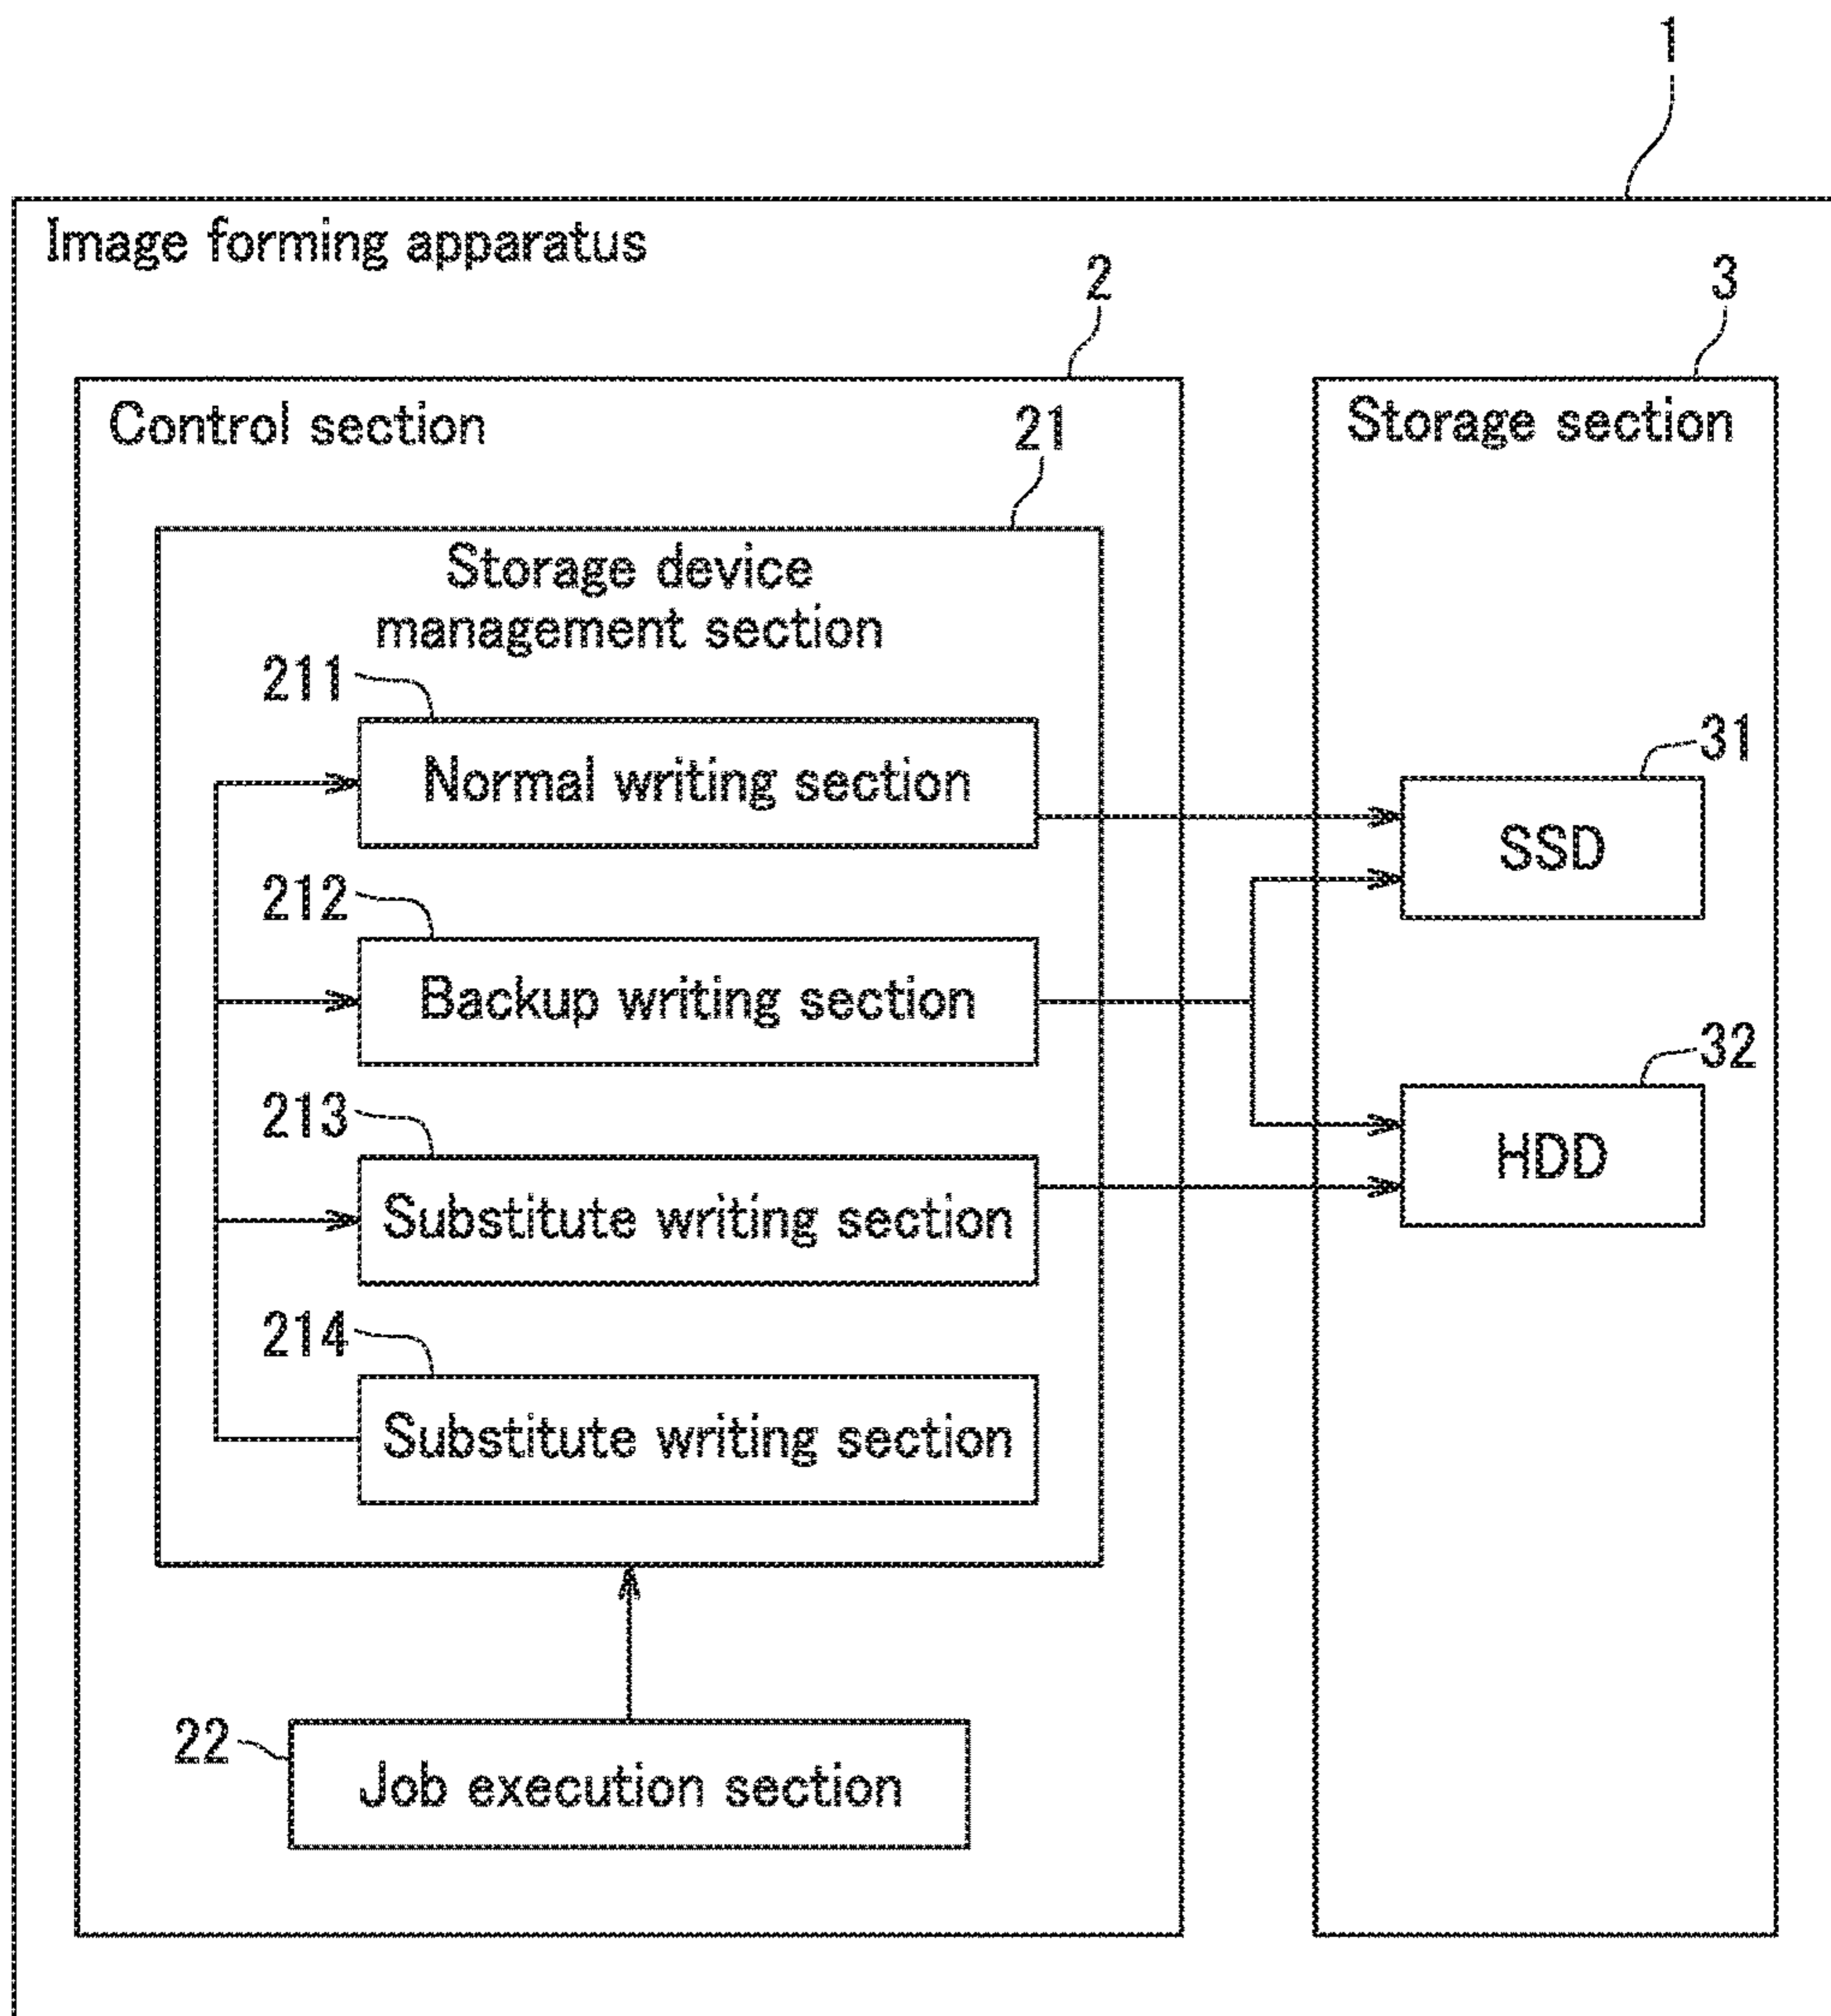 1
Image forming apparatus
2
3
Control section
Storage section
21
Storage device
management section
211
Normal writing section
31
SSD
212
Backup writing section
32
HDD
213
Substitute writing section
214
Substitute writing section
22
Job execution section